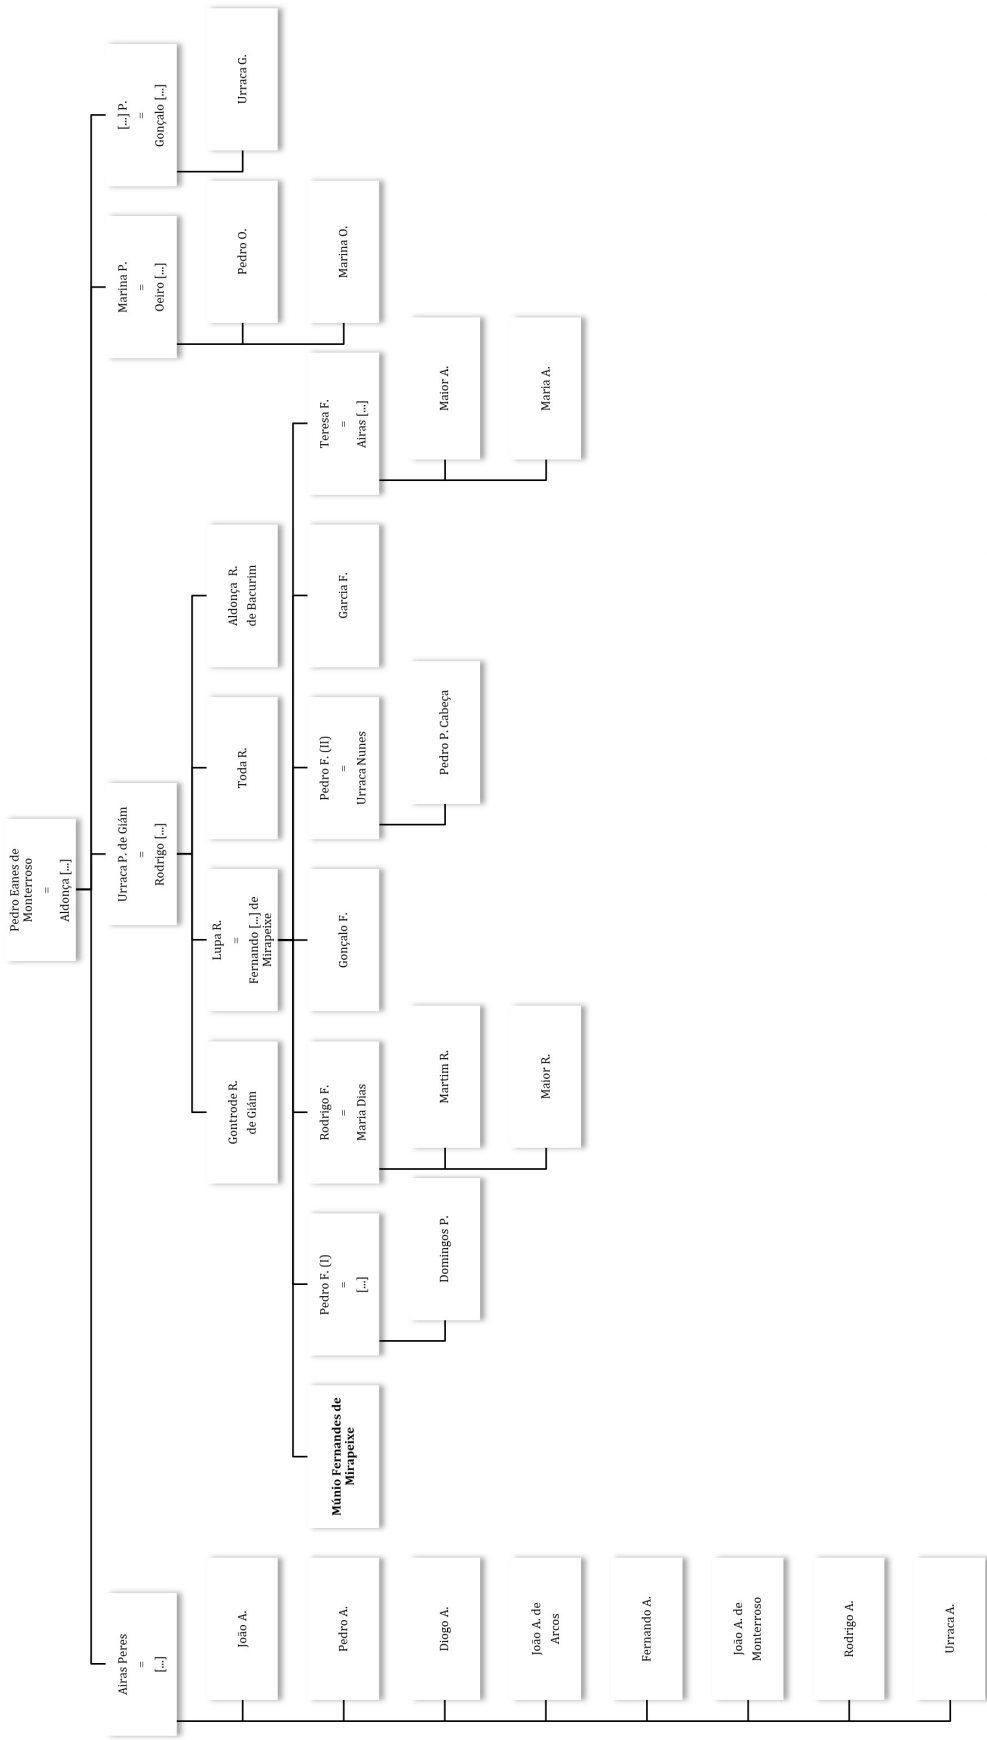 Pedro Eanes de
Monterroso
=
Aldonça [...]
Airas Peres
=
[...]
João A.
Pedro A.
Diogo A.
João A. de
Arcos
Fernando A.
João A. de
Monterroso
Rodrigo A.
Urraca A.
Urraca P. de Giám
=
Rodrigo [...]
Gontrode R.
de Giám
Lupa R.
=
Fernando [...] de
Mirapeixe
Múnio Fernandes de
Mirapeixe
Pedro F. (I)
=
[...]
Domingos P.
Rodrigo F.
=
Maria Dias
Martim R.
Maior R.
Gonçalo F.
Pedro F. (II)
=
Urraca Nunes
Pedro P. Cabeça
Garcia F.
Teresa F.
=
Airas [...]
Maior A.
Maria A.
Toda R.
Aldonça R.
de Bacurim
Marina P.
=
Oeiro [...]
Pedro O.
Marina O.
[...] P.
=
Gonçalo [...]
Urraca G.